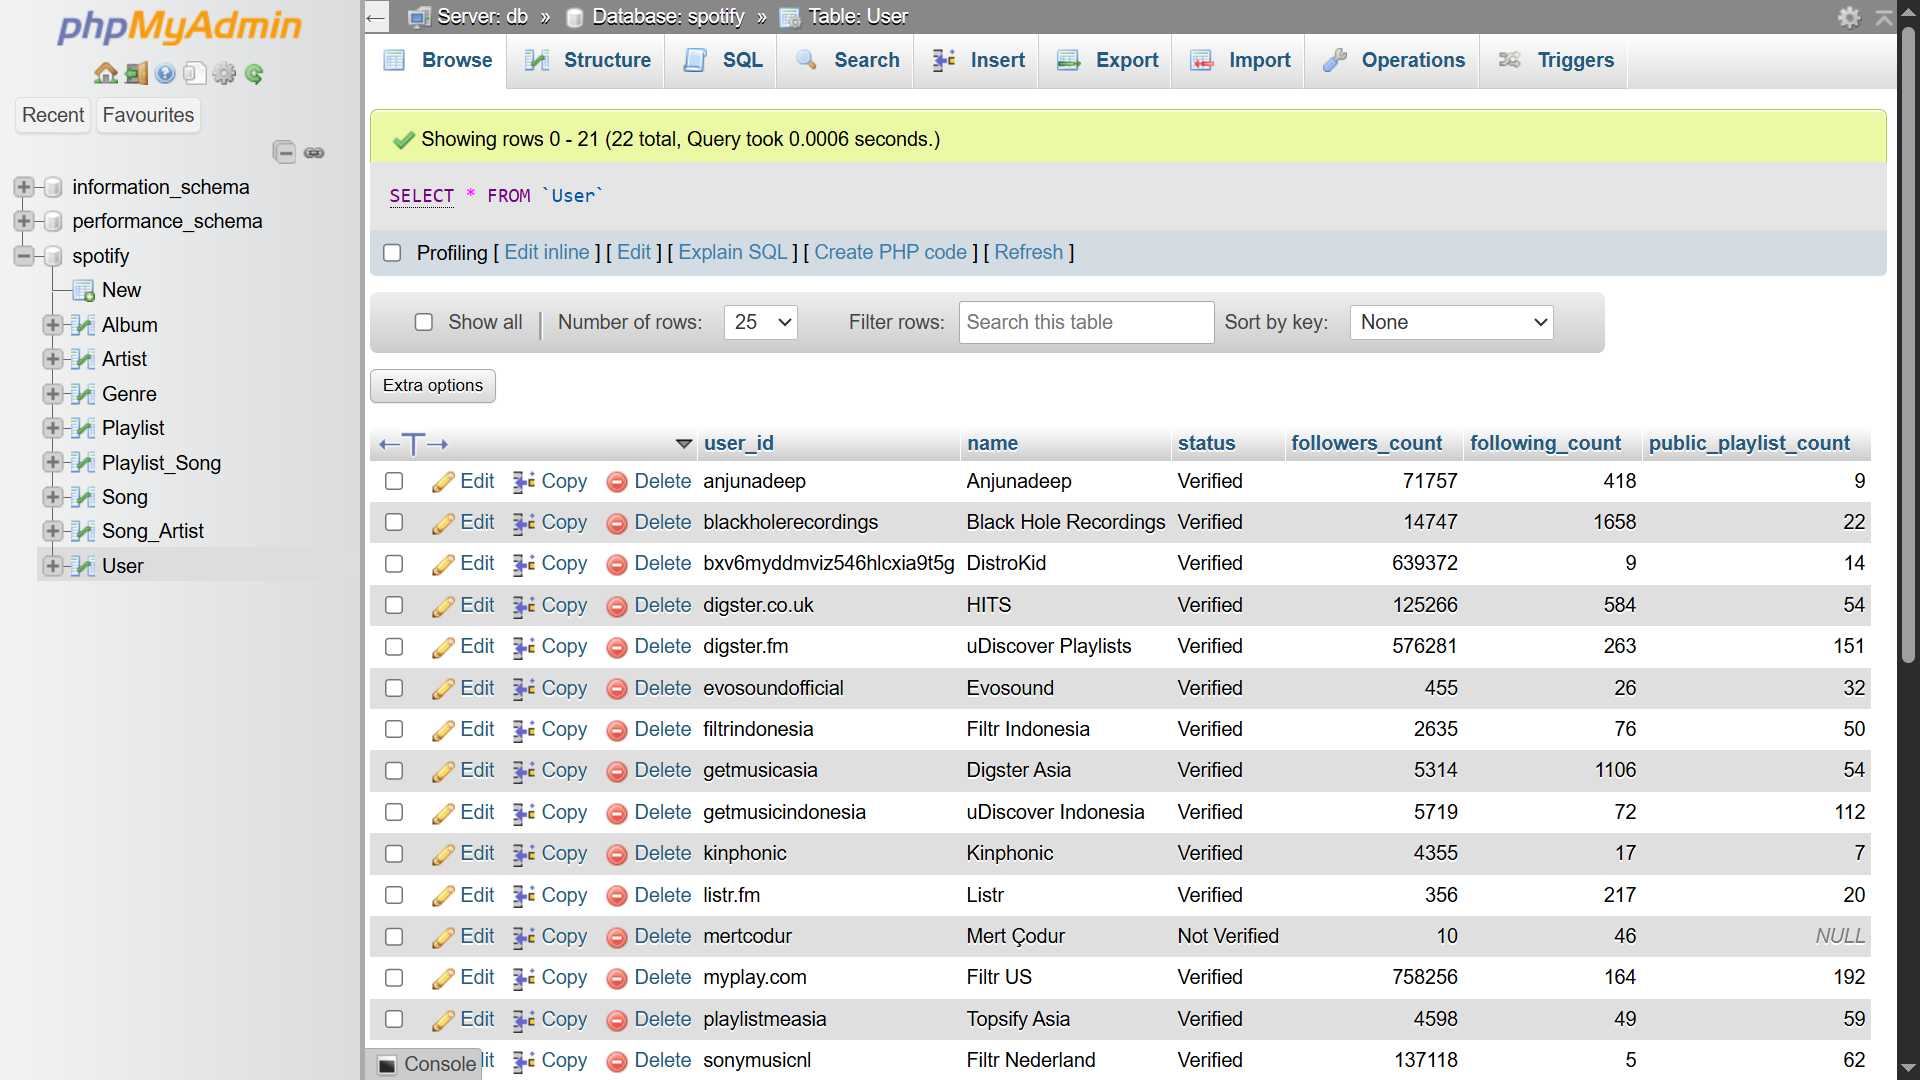 phpMyAdmin
Recent Favourites
information_schema
performance_schema
spotify
New
Album
Artist
Genre
Playlist
Playlist_Song
Song
Song_Artist
User
Server: db » Database: spotify » Table: User
Browse Structure SQL Search Insert Export Import Operations Triggers
Showing rows 0 - 21 (22 total, Query took 0.0006 seconds.)
SELECT * FROM `User`
Profiling [ Edit inline ] [ Edit ] [ Explain SQL ] [ Create PHP code ] [ Refresh ]
Show all Number of rows: 25 Filter rows: Search this table Sort by key: None
Extra options
user_id name status followers_count following_count public_playlist_count
Edit Copy Delete anjunadeep Anjunadeep Verified 71757 418 9
Edit Copy Delete blackholerecordings Black Hole Recordings Verified 14747 1658 22
Edit Copy Delete bxv6myddmviz546hlcxia9t5g DistroKid Verified 639372 9 14
Edit Copy Delete digster.co.uk HITS Verified 125266 584 54
Edit Copy Delete digster.fm uDiscover Playlists Verified 576281 263 151
Edit Copy Delete evosoundofficial Evosound Verified 455 26 32
Edit Copy Delete filtrindonesia Filtr Indonesia Verified 2635 76 50
Edit Copy Delete getmusicasia Digster Asia Verified 5314 1106 54
Edit Copy Delete getmusicindonesia uDiscover Indonesia Verified 5719 72 112
Edit Copy Delete kinphonic Kinphonic Verified 4355 17 7
Edit Copy Delete listr.fm Listr Verified 356 217 20
Edit Copy Delete mertcodur Mert Çodur Not Verified 10 46 NULL
Edit Copy Delete myplay.com Filtr US Verified 758256 164 192
Edit Copy Delete playlistmeasia Topsify Asia Verified 4598 49 59
Console it Copy Delete sonymusicnl Filtr Nederland Verified 137118 5 62